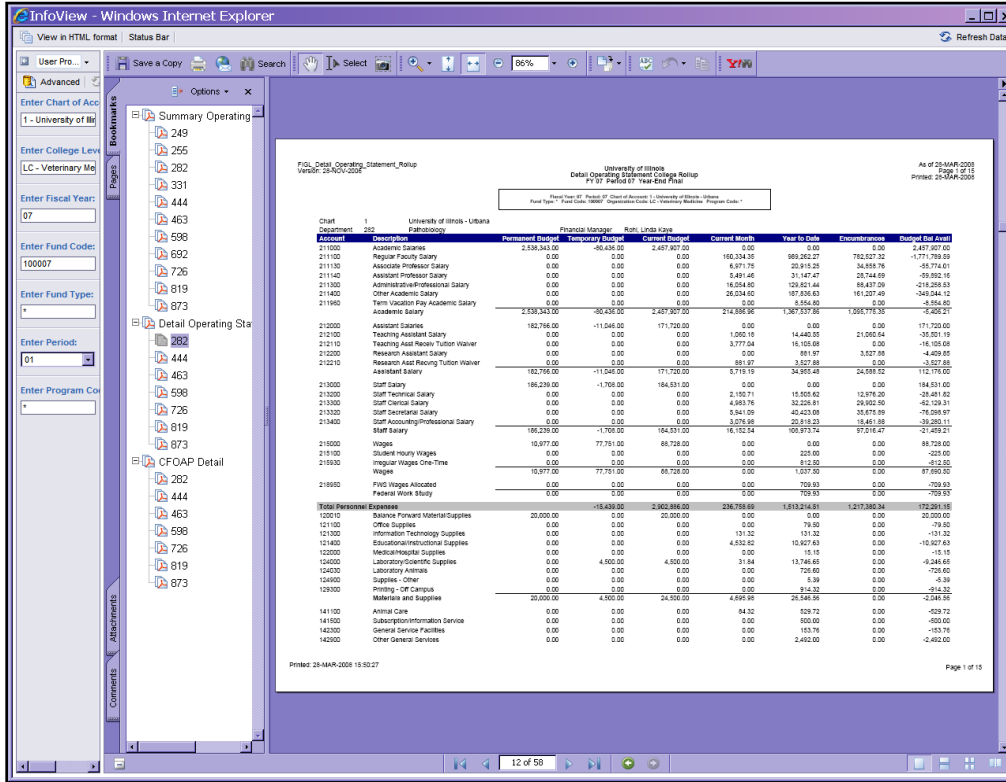 InfoView - Windows Internet Explorer
View in HTML format Status Bar Refresh Data
User Pro...
Advanced
Enter Chart of Acc
1 - University of Illin
Enter College Leve
LC - Veterinary Me
Enter Fiscal Year:
07
Enter Fund Code:
100007
Enter Fund Type:
*
Enter Period:
01
Enter Program Co
*
Save a Copy Search Select 86%
Bookmarks
Pages
Attachments
Comments
Options x
Summary Operating
249
255
282
331
444
463
598
692
726
819
873
Detail Operating Sta
282
444
463
598
726
819
873
CFOAP Detail
282
444
463
598
726
819
873
FIGL_Detail_Operating_Statement_Rollup
Version: 28-NOV-2006
University of Illinois
Detail Operating Statement College Rollup
FY 07 Period 07 Year-End Final
As of 28-MAR-2008
Page 1 of 15
Printed: 28-MAR-2008
Fiscal Year: 07 Period: 07 Chart of Account: 1 - University of Illinois - Urbana
Fund Type: * Fund Code: 100007 Organization Code: LC - Veterinary Medicine Program Code: *
Chart 1 University of Illinois - Urbana
Department 282 Pathobiology Financial Manager Rohl, Linda Kaye
Account Description Permanent Budget Temporary Budget Current Budget Current Month Year to Date Encumbrances Budget Bal Avail
211000 Academic Salaries 2,538,343.00 -80,436.00 2,457,907.00 0.00 0.00 0.00 2,457,907.00
211100 Regular Faculty Salary 0.00 0.00 0.00 160,334.35 989,262.27 782,527.32 -1,771,789.59
211130 Associate Professor Salary 0.00 0.00 0.00 6,971.75 20,915.25 34,858.76 -55,774.01
211140 Assistant Professor Salary 0.00 0.00 0.00 5,491.46 31,147.47 28,744.69 -59,892.16
211300 Administrative/Professional Salary 0.00 0.00 0.00 16,054.80 129,821.44 88,437.09 -218,258.53
211400 Other Academic Salary 0.00 0.00 0.00 26,034.60 187,836.63 161,207.49 -349,044.12
211960 Term Vacation Pay Academic Salary 0.00 0.00 0.00 0.00 8,554.80 0.00 -8,554.80
Academic Salary 2,538,343.00 -80,436.00 2,457,907.00 214,886.96 1,367,537.86 1,095,775.35 -5,406.21
212000 Assistant Salaries 182,766.00 -11,046.00 171,720.00 0.00 0.00 0.00 171,720.00
212100 Teaching Assistant Salary 0.00 0.00 0.00 1,060.18 14,440.55 21,060.64 -35,501.19
212110 Teaching Asst Receiv Tuition Waiver 0.00 0.00 0.00 3,777.04 16,105.08 0.00 -16,105.08
212200 Research Assistant Salary 0.00 0.00 0.00 0.00 881.97 3,527.88 -4,409.85
212210 Research Asst Recvng Tuition Waiver 0.00 0.00 0.00 881.97 3,527.88 0.00 -3,527.88
Assistant Salary 182,766.00 -11,046.00 171,720.00 5,719.19 34,955.48 24,588.52 112,176.00
213000 Staff Salary 186,239.00 -1,708.00 184,531.00 0.00 0.00 0.00 184,531.00
213200 Staff Technical Salary 0.00 0.00 0.00 2,150.71 15,505.62 12,976.20 -28,481.82
213300 Staff Clerical Salary 0.00 0.00 0.00 4,983.76 32,226.81 29,902.50 -62,129.31
213320 Staff Secretarial Salary 0.00 0.00 0.00 5,941.09 40,423.08 35,675.89 -76,098.97
213400 Staff Accounting/Professional Salary 0.00 0.00 0.00 3,076.98 20,818.23 18,461.88 -39,280.11
Staff Salary 186,239.00 -1,708.00 184,531.00 16,152.54 108,973.74 97,016.47 -21,459.21
215000 Wages 10,977.00 77,751.00 88,728.00 0.00 0.00 0.00 88,728.00
215100 Student Hourly Wages 0.00 0.00 0.00 0.00 225.00 0.00 -225.00
215930 Irregular Wages One-Time 0.00 0.00 0.00 0.00 812.50 0.00 -812.50
Wages 10,977.00 77,751.00 88,728.00 0.00 1,037.50 0.00 87,690.50
218950 FWS Wages Allocated 0.00 0.00 0.00 0.00 709.93 0.00 -709.93
Federal Work Study 0.00 0.00 0.00 0.00 709.93 0.00 -709.93
Total Personnel Expenses -18,439.00 2,902,886.00 236,758.69 1,513,214.51 1,217,380.34 172,291.15
120010 Balance Forward Material/Supplies 20,000.00 0.00 20,000.00 0.00 0.00 0.00 20,000.00
121100 Office Supplies 0.00 0.00 0.00 0.00 79.50 0.00 -79.50
121300 Information Technology Supplies 0.00 0.00 0.00 131.32 131.32 0.00 -131.32
121400 Educational/Instructional Supplies 0.00 0.00 0.00 4,532.82 10,927.63 0.00 -10,927.63
122000 Medical/Hospital Supplies 0.00 0.00 0.00 0.00 15.15 0.00 -15.15
124000 Laboratory/Scientific Supplies 0.00 4,500.00 4,500.00 31.84 13,746.65 0.00 -9,246.65
124030 Laboratory Animals 0.00 0.00 0.00 0.00 726.60 0.00 -726.60
124900 Supplies - Other 0.00 0.00 0.00 0.00 5.39 0.00 -5.39
129300 Printing - Off Campus 0.00 0.00 0.00 0.00 914.32 0.00 -914.32
Materials and Supplies 20,000.00 4,500.00 24,500.00 4,695.98 26,546.56 0.00 -2,046.56
141100 Animal Care 0.00 0.00 0.00 84.32 529.72 0.00 -529.72
141500 Subscription/Information Service 0.00 0.00 0.00 0.00 500.00 0.00 -500.00
142300 General Service Facilities 0.00 0.00 0.00 0.00 153.76 0.00 -153.76
142900 Other General Services 0.00 0.00 0.00 0.00 2,492.00 0.00 -2,492.00
Printed: 28-MAR-2008 15:50:27 Page 1 of 15
12 of 58